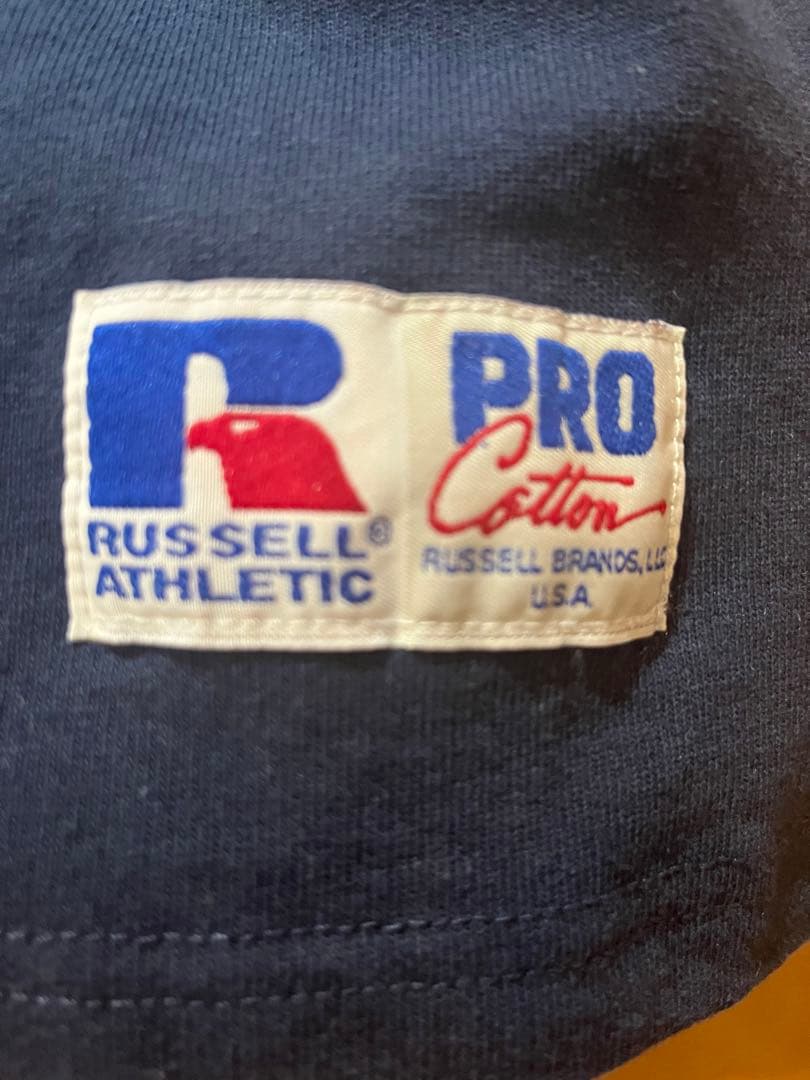 RUSSELL®
ATHLETIC
PRO
Cotton
RUSSELL BRANDS, LLC
U.S.A.